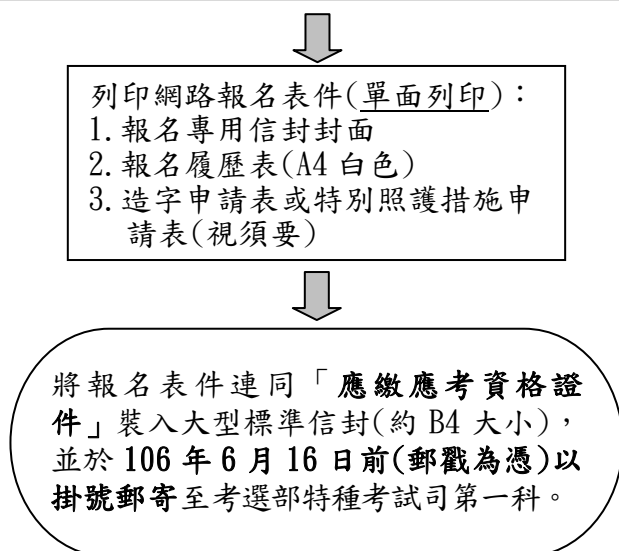 列印網路報名表件(單面列印)：
1.報名專用信封封面
2.報名履歷表(A4 白色)
3.造字申請表或特別照護措施申
請表(視須要)
將報名表件連同「應繳應考資格證
件」裝入大型標準信封(約 B4 大小)，
並於 106 年 6 月 16 日前(郵戳為憑)以
掛號郵寄至考選部特種考試司第一科。